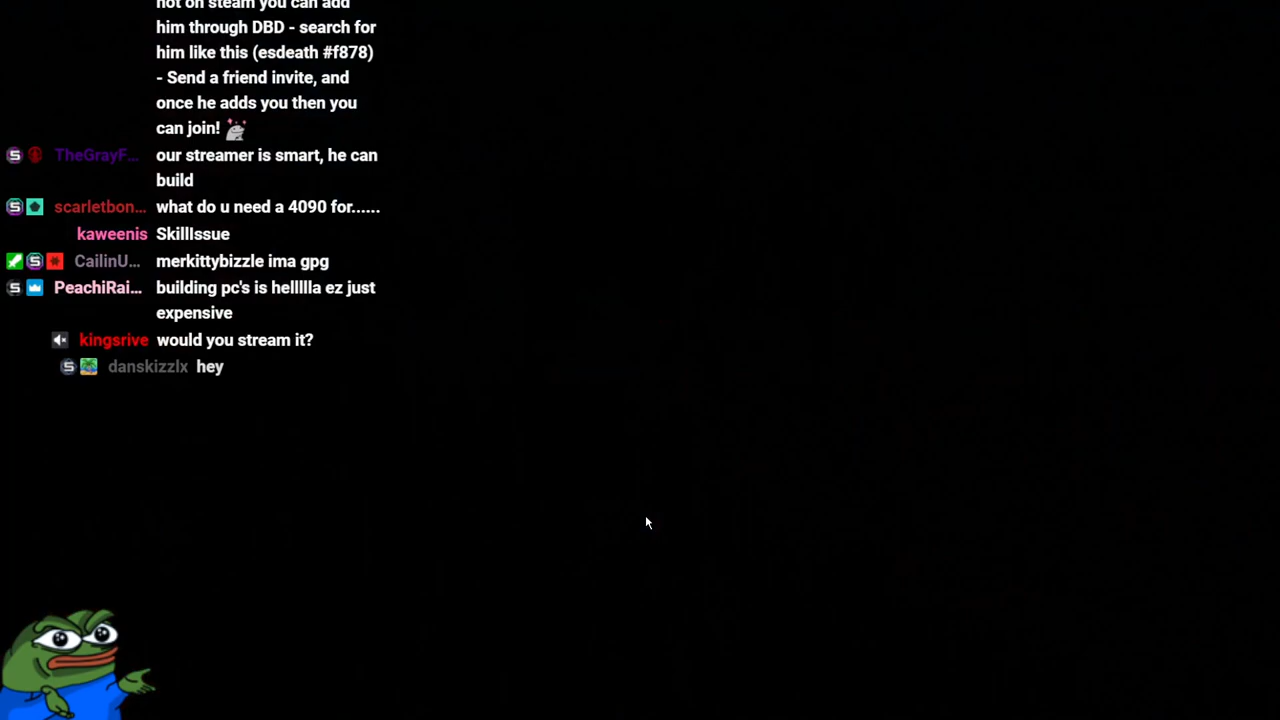 not on steam you can add
him through DBD - search for
him like this (esdeath #f878)
- Send a friend invite, and
once he adds you then you
can join!
TheGrayF... our streamer is smart, he can
build
scarletbon... what do u need a 4090 for......
kaweenis SkillIssue
CailinU... merkittybizzle ima gpg
PeachiRai... building pc's is helllla ez just
expensive
kingsrive would you stream it?
danskizzlx hey